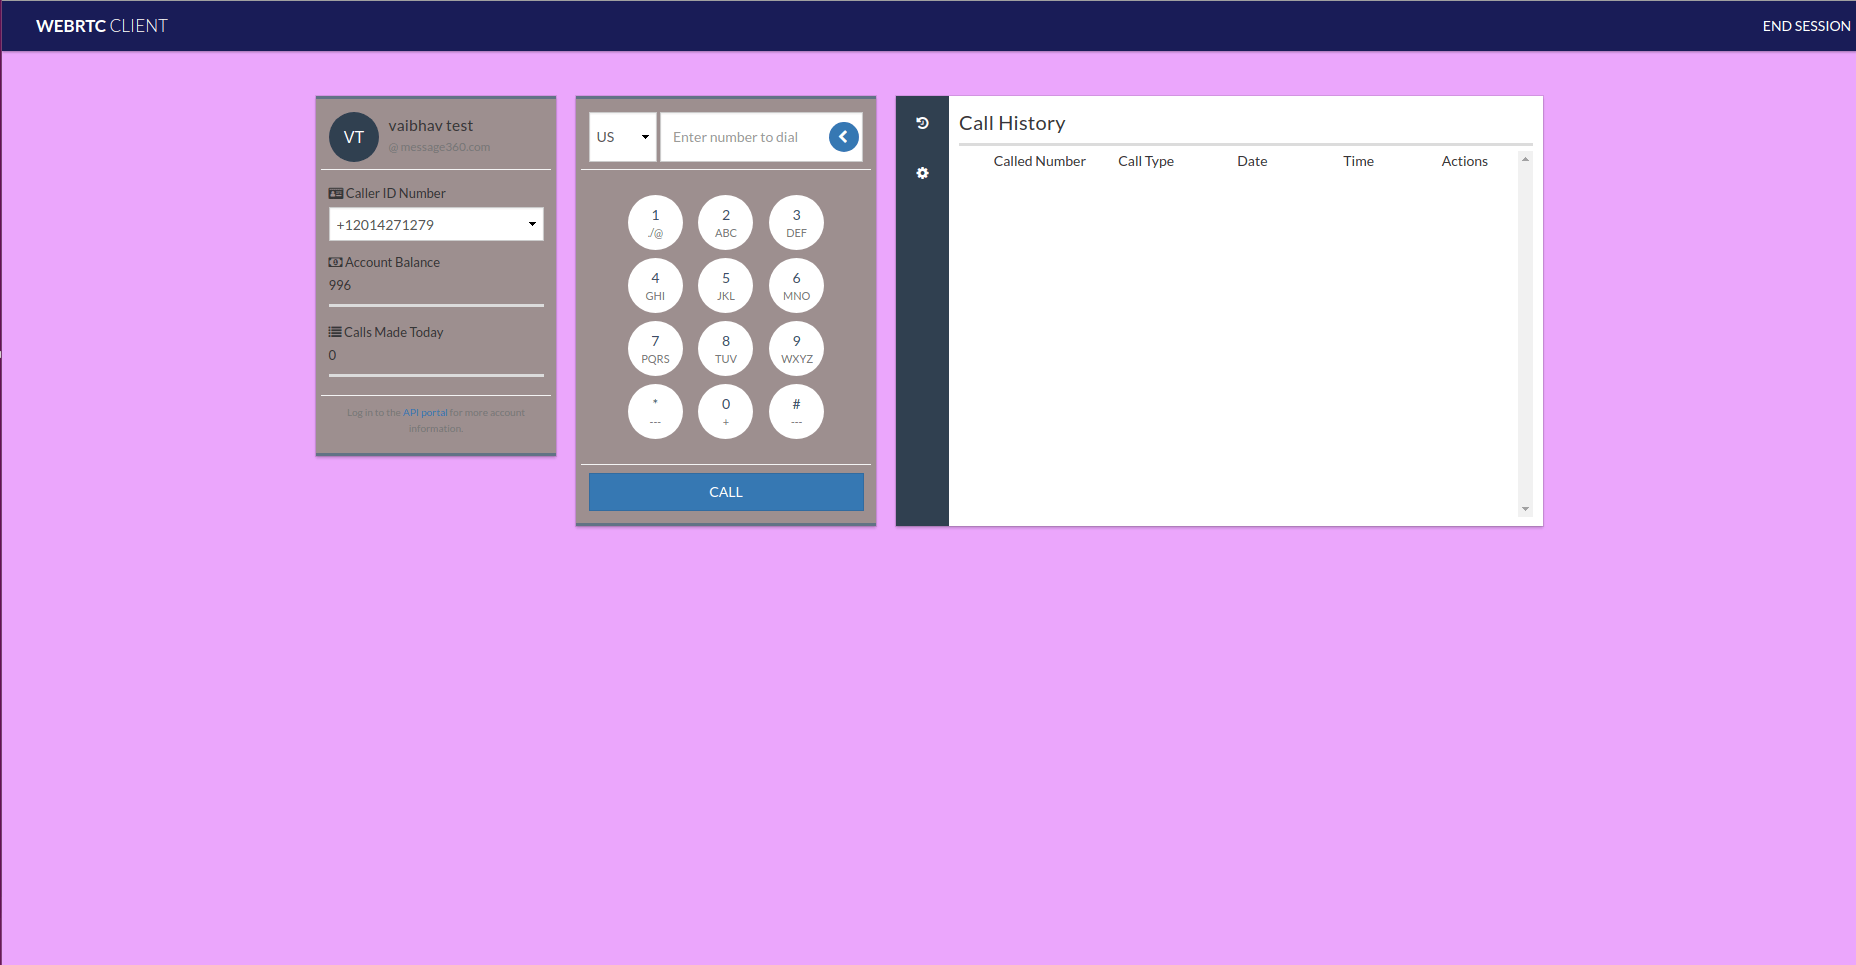 WEBRTC CLIENT
END SESSION
VT
vaibhav test
@ message360.com
Caller ID Number
+12014271279
Account Balance
996
Calls Made Today
0
Log in to the API portal for more account
information.
US
Enter number to dial
1
./@
2
ABC
3
DEF
4
GHI
5
JKL
6
MNO
7
PQRS
8
TUV
9
WXYZ
*
---
0
+
#
---
CALL
Call History
Called Number Call Type Date Time Actions